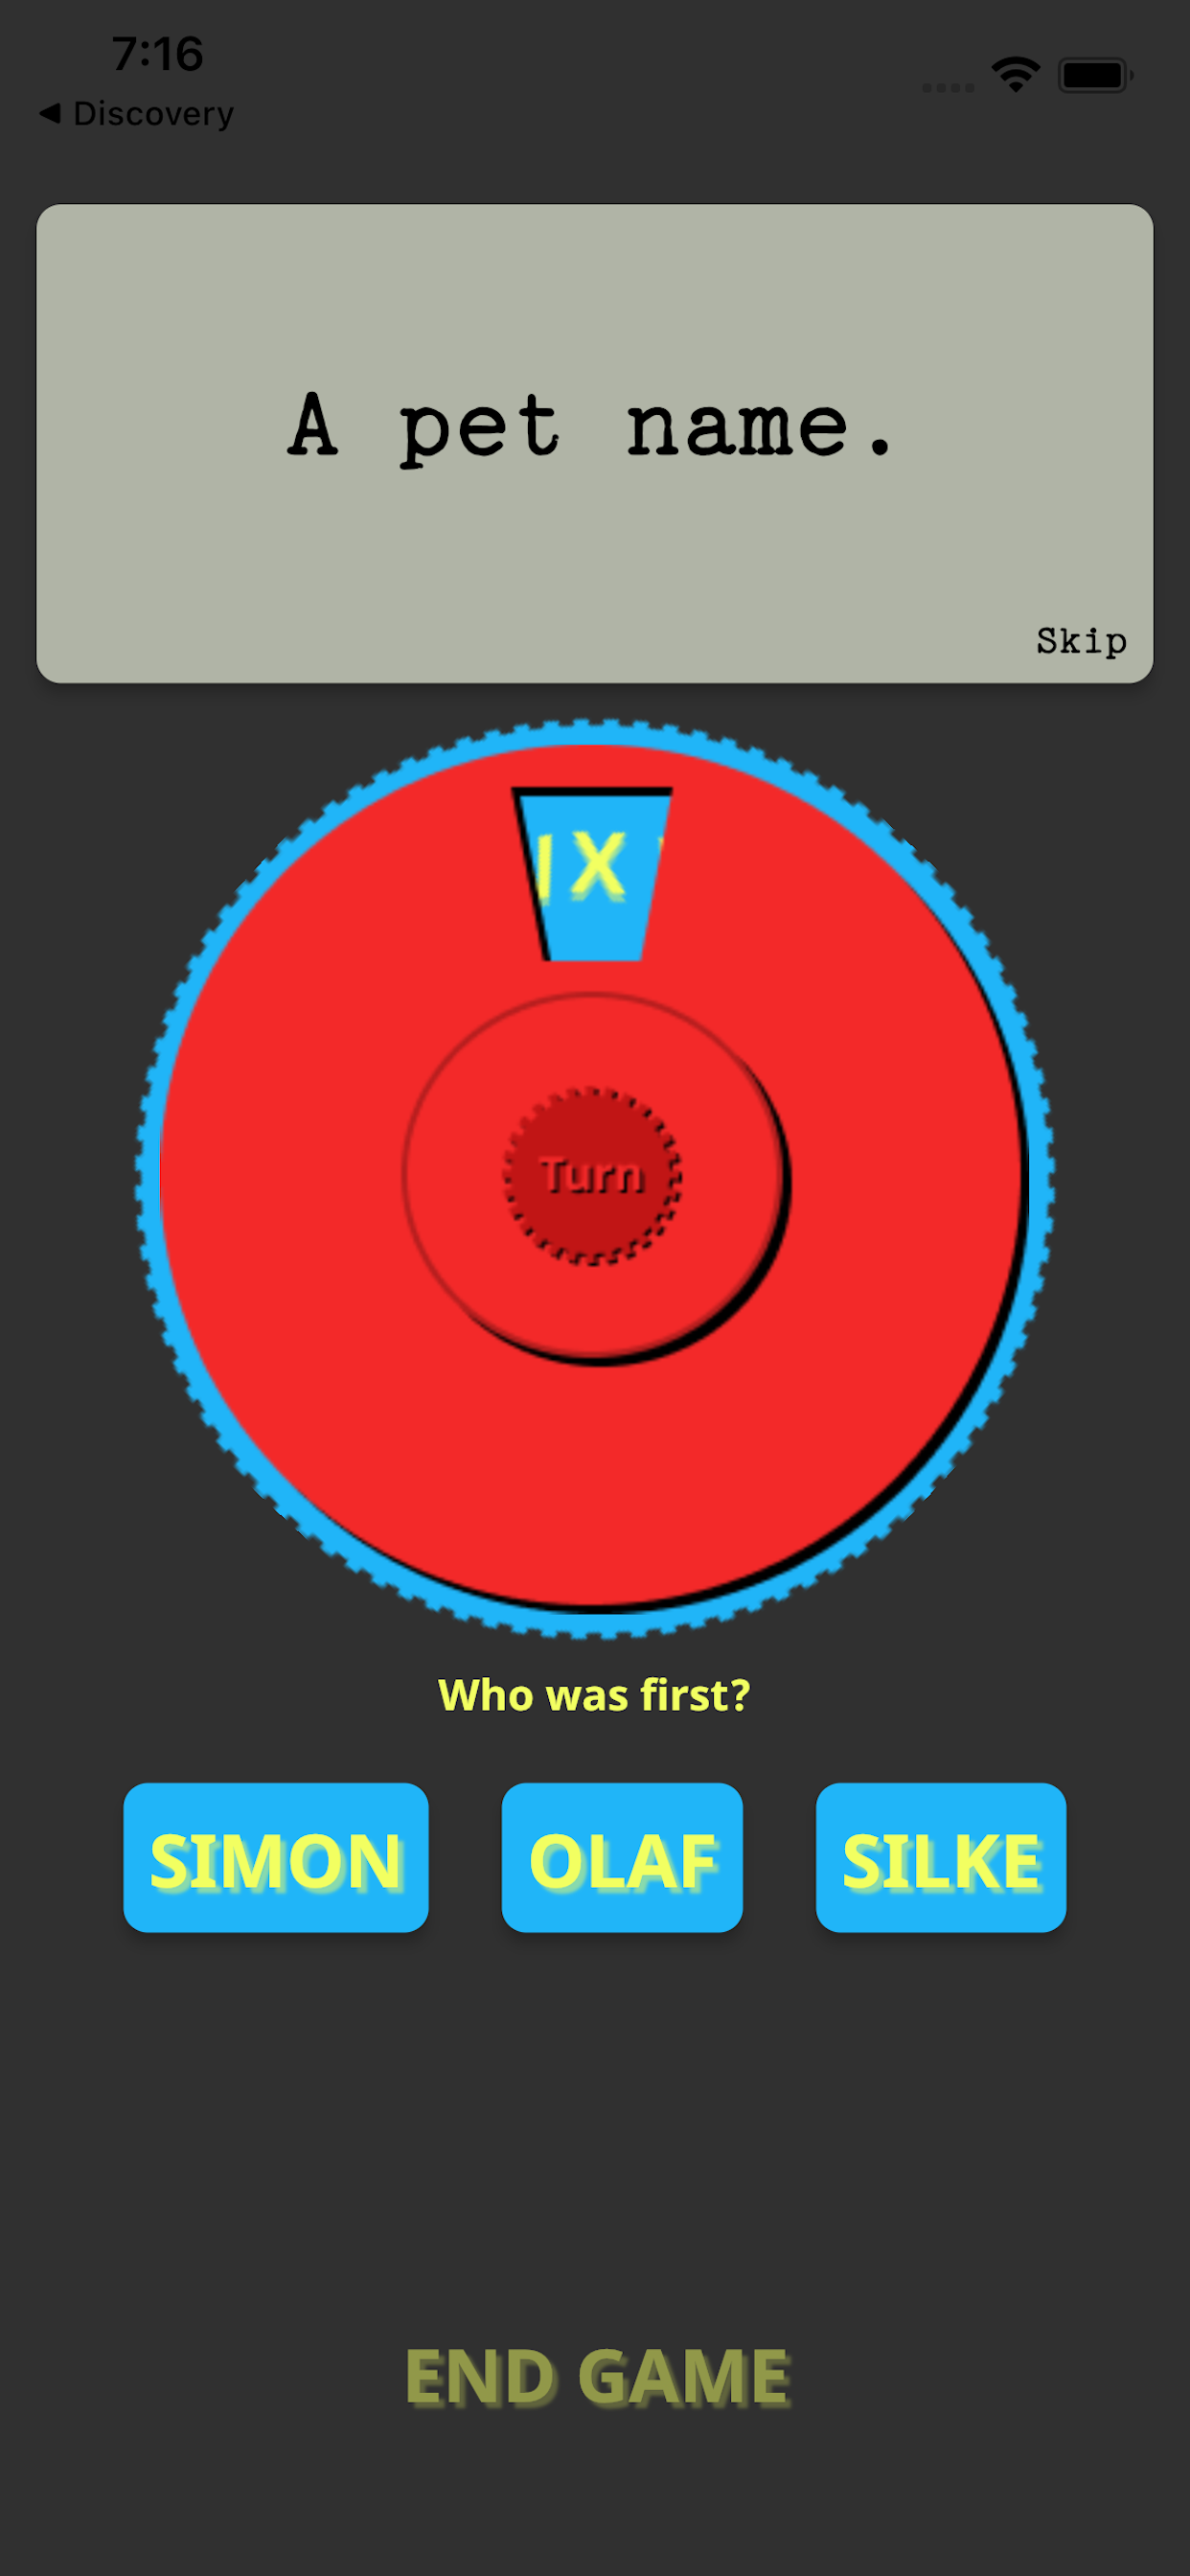 7:16
◀ Discovery
A pet name.
Skip
X
Turn
Who was first?
SIMON OLAF SILKE
END GAME